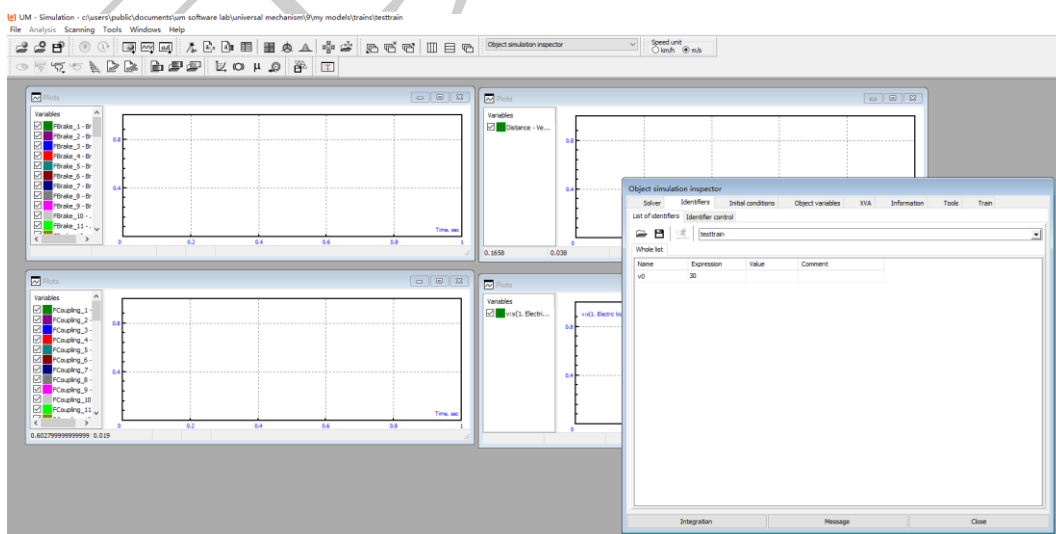 UM - Simulation - c:\users\public\documents\um software lab\universal mechanism\9\my models\trains\testtrain
File Analysis Scanning Tools Windows Help
Object simulation inspector
Speed unit
km/h m/s
Plots
Variables
FBrake_1 - Br
FBrake_2 - Br
FBrake_3 - Br
FBrake_4 - Br
FBrake_5 - Br
FBrake_6 - Br
FBrake_7 - Br
FBrake_8 - Br
FBrake_9 - Br
FBrake_10 - .
FBrake_11 - .
0.8
0.4
Time, sec
0 0.2 0.4 0.6 0.8 1
Plots
Variables
Distance - Ve...
0.8
0.4
0
0.1658 0.038
Plots
Variables
FCoupling_1 -
FCoupling_2 -
FCoupling_3 -
FCoupling_4 -
FCoupling_5 -
FCoupling_6 -
FCoupling_7 -
FCoupling_8 -
FCoupling_9 -
FCoupling_10
FCoupling_11
0.8
0.4
Time, sec
0 0.2 0.4 0.6 0.8 1
0.602799999999999 0.019
Plots
Variables
v:x(1. Electri...
v:x(1. Electric loc
0.8
0.4
0
Object simulation inspector
Solver Identifiers Initial conditions Object variables XVA Information Tools Train
List of identifiers Identifier control
testtrain
Whole list
Name Expression Value Comment
v0 30
Integration Message Close